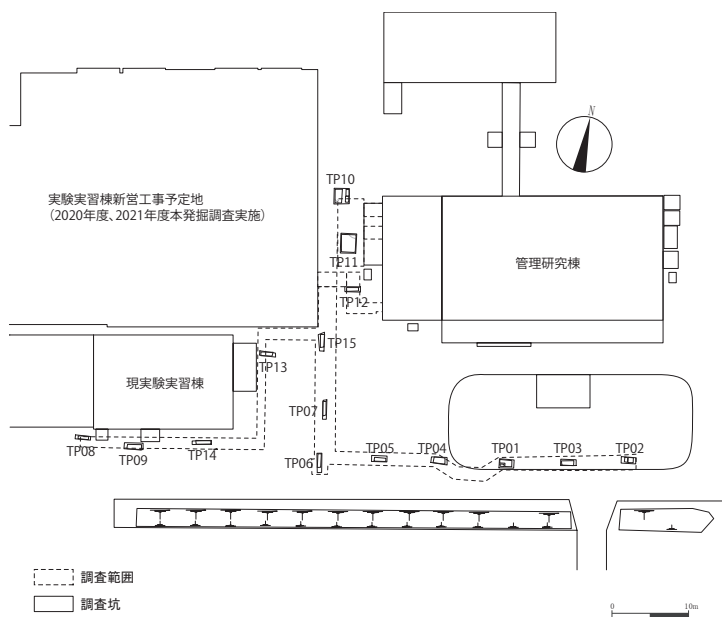 N
TP10
実験実習棟新営工事予定地
(2020年度、2021年度本発掘調査実施)
TP11
管理研究棟
TP12
TP15
TP13
現実験実習棟
TP07
TP08
TP09
TP14
TP06
TP05
TP04
TP01
TP03
TP02
調査範囲
調査坑
0
10m